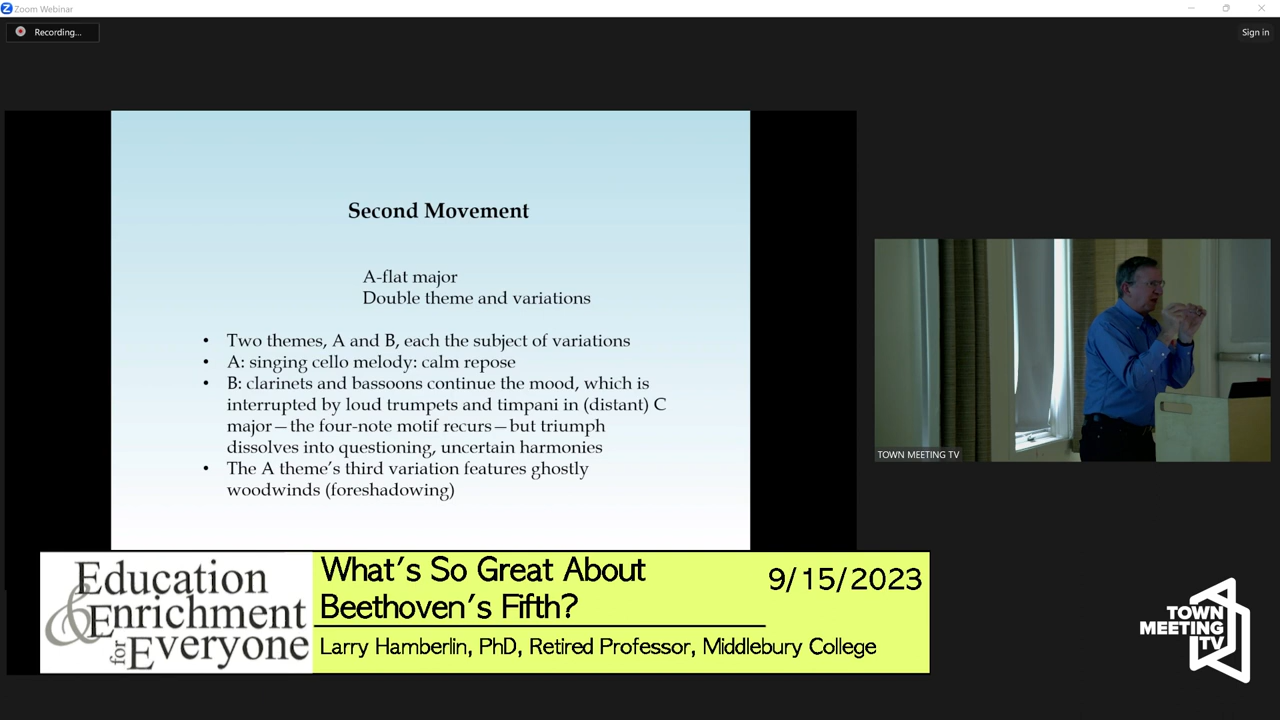 Zoom Webinar
Recording...
Sign in
Second Movement
A-flat major
Double theme and variations
• Two themes, A and B, each the subject of variations
• A: singing cello melody: calm repose
• B: clarinets and bassoons continue the mood, which is
interrupted by loud trumpets and timpani in (distant) C
major—the four-note motif recurs—but triumph
dissolves into questioning, uncertain harmonies
• The A theme's third variation features ghostly
woodwinds (foreshadowing)
TOWN MEETING TV
Education
& Enrichment
for Everyone
What's So Great About
Beethoven's Fifth?
9/15/2023
Larry Hamberlin, PhD, Retired Professor, Middlebury College
TOWN
MEETING
TV